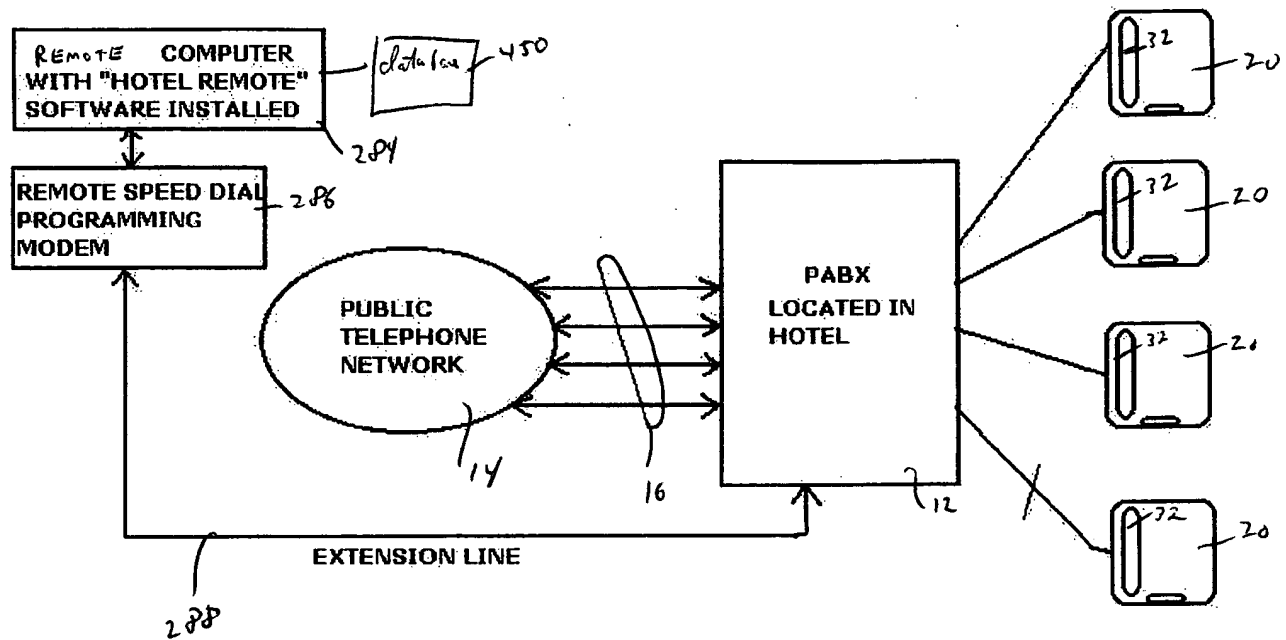 REMOTE COMPUTER
WITH "HOTEL REMOTE"
SOFTWARE INSTALLED
database
450
284
REMOTE SPEED DIAL
PROGRAMMING
MODEM
286
PUBLIC
TELEPHONE
NETWORK
14
16
PABX
LOCATED IN
HOTEL
12
32
20
32
20
32
20
32
20
EXTENSION LINE
288